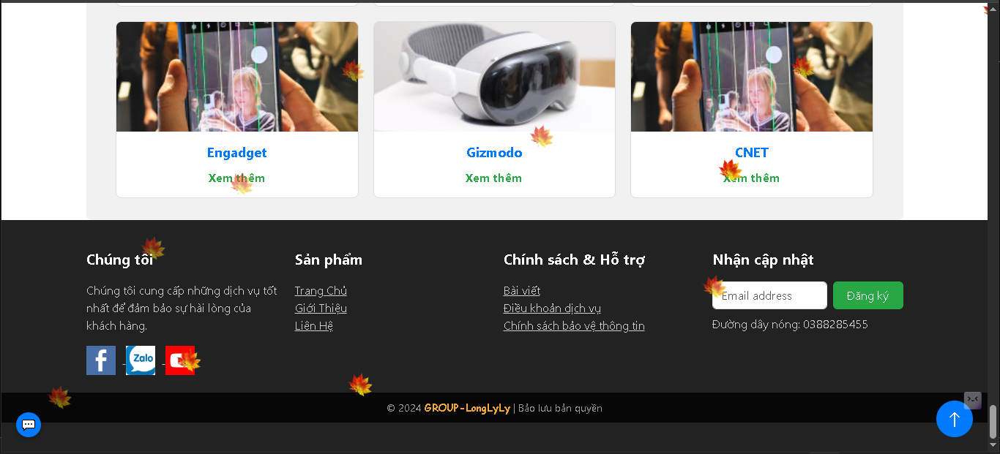 Engadget
Xem thêm
Gizmodo
Xem thêm
CNET
Xem thêm
Chúng tôi
Chúng tôi cung cấp những dịch vụ tốt
nhất để đảm bảo sự hài lòng của
khách hàng.
Zalo
Sản phẩm
Trang Chủ
Giới Thiệu
Liên Hệ
Chính sách & Hỗ trợ
Bài viết
Điều khoản dịch vụ
Chính sách bảo vệ thông tin
Nhận cập nhật
Email address
Đăng ký
Đường dây nóng: 0388285455
© 2024 GROUP-LongLyLy | Bảo lưu bản quyền